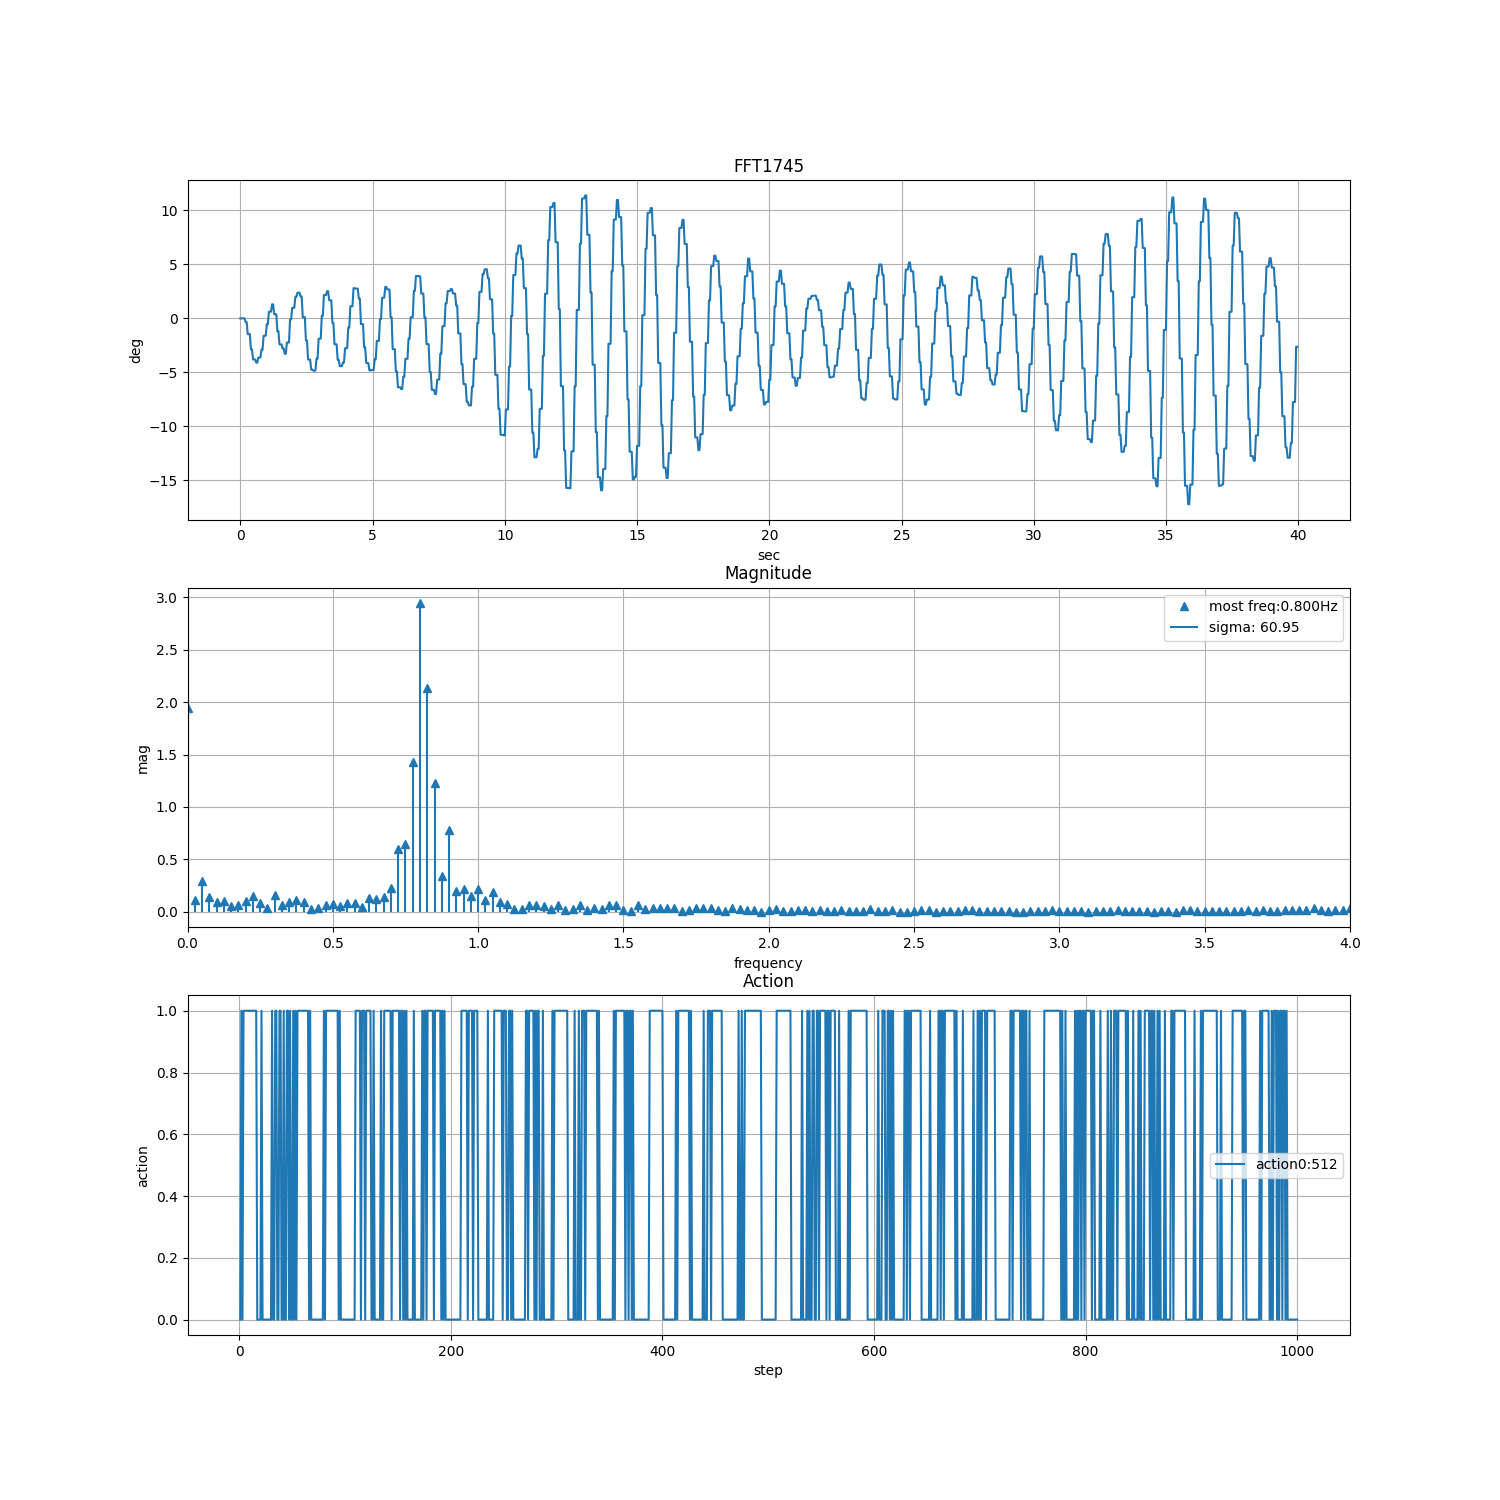 FFT1745
10
5
0
−5
−10
−15
deg
0 5 10 15 20 25 30 35 40
sec
Magnitude
3.0
2.5
2.0
1.5
1.0
0.5
0.0
mag
most freq:0.800Hz
sigma: 60.95
0.0 0.5 1.0 1.5 2.0 2.5 3.0 3.5 4.0
frequency
Action
1.0
0.8
0.6
0.4
0.2
0.0
action
action0:512
0 200 400 600 800 1000
step